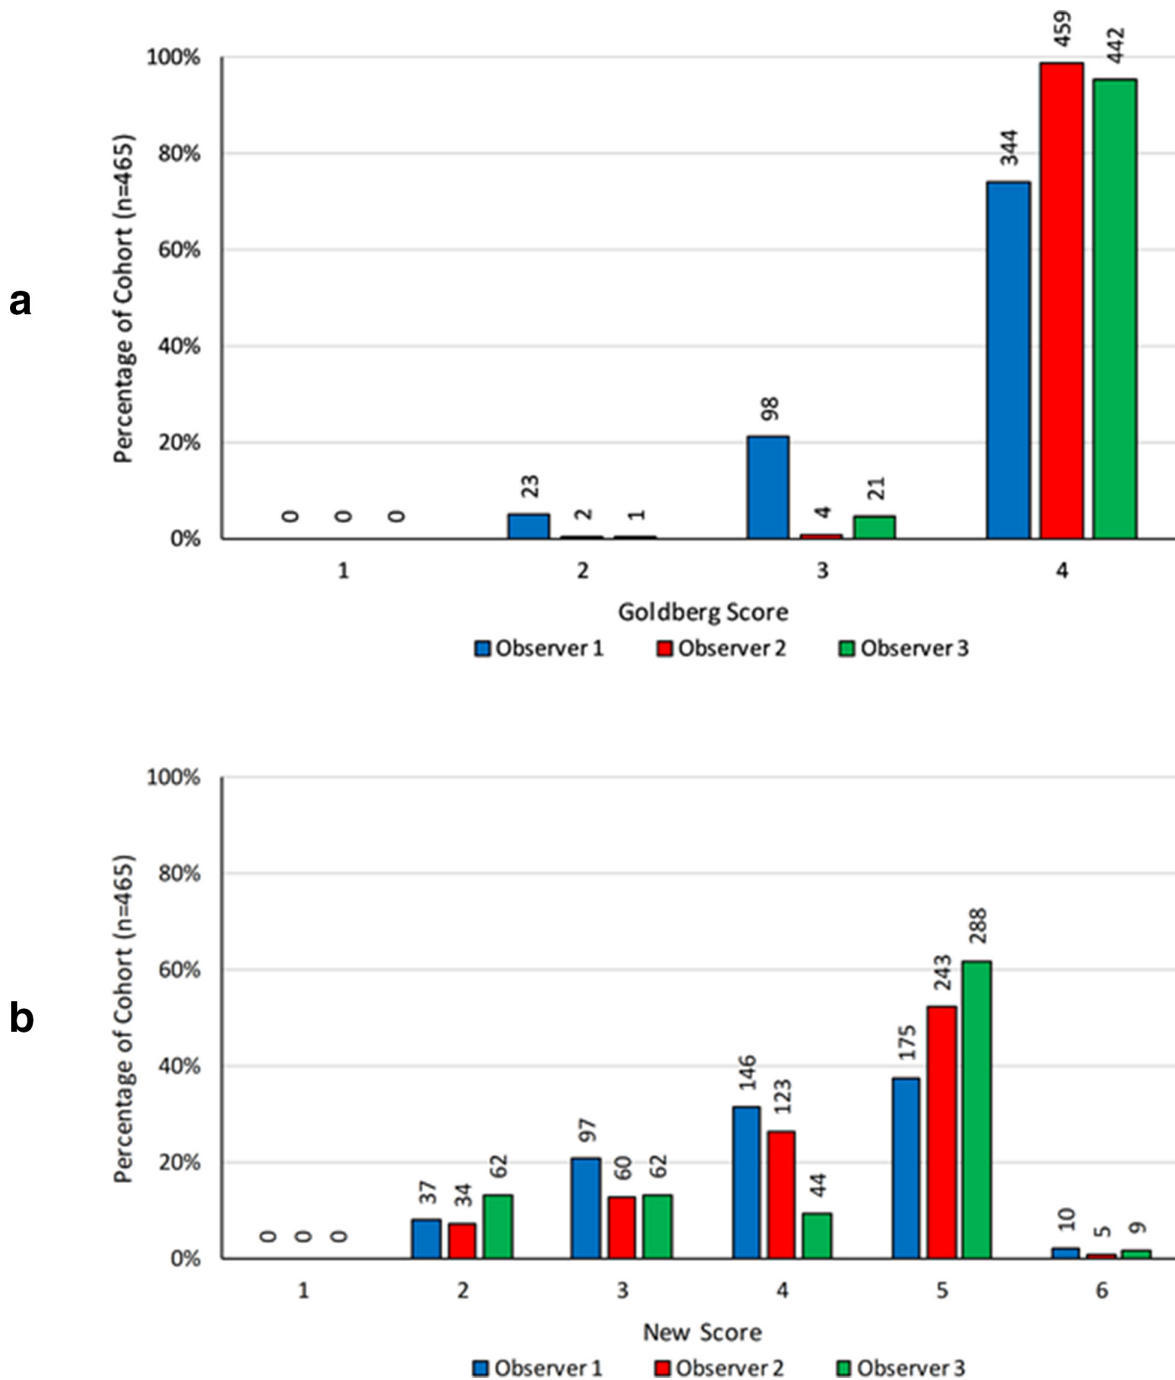 459
442
100%
344
80%
60%
a
40%
98
20%
23
21
0 0 0
2 1
4
0%
1 2 3 4
Percentage of Cohort (n=465)
Goldberg Score
Observer 1 Observer 2 Observer 3
100%
80%
288
60%
243
b
175
40%
146
123
97
20%
60 62
62
44
37 34
10 5 9
0 0 0
0%
1 2 3 4 5 6
Percentage of Cohort (n=465)
New Score
Observer 1 Observer 2 Observer 3